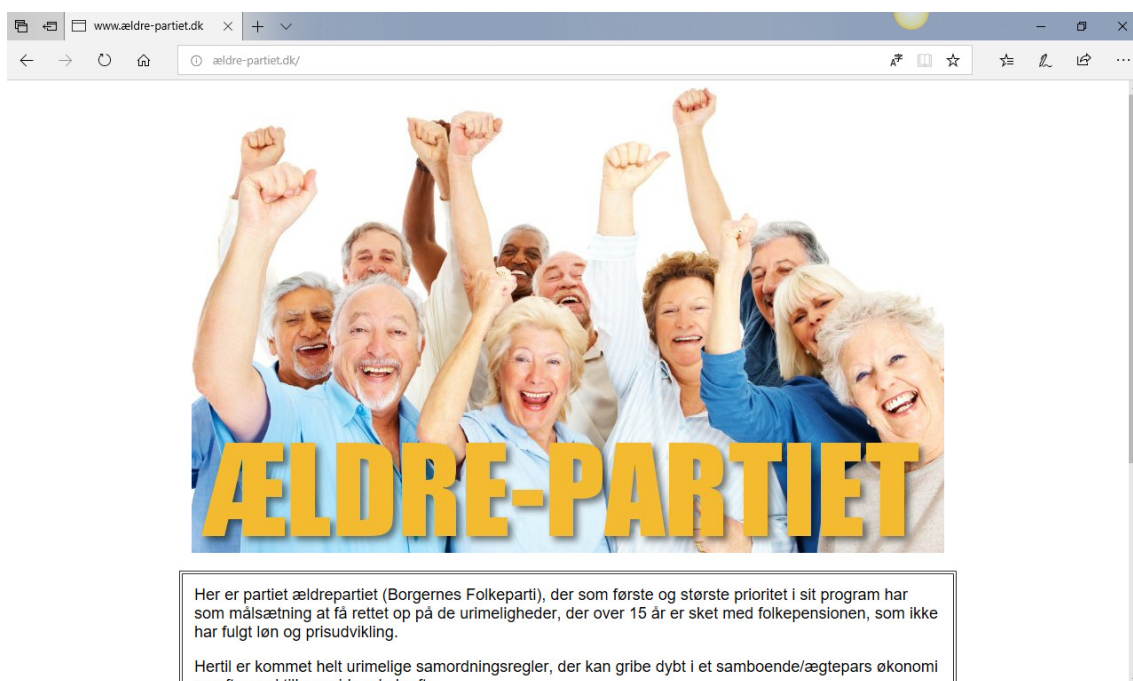 www.ældre-partiet.dk
ældre-partiet.dk/
ÆLDRE-PARTIET
Her er partiet ældrepartiet (Borgernes Folkeparti), der som første og største prioritet i sit program har
som målsætning at få rettet op på de urimeligheder, der over 15 år er sket med folkepensionen, som ikke
har fulgt løn og prisudvikling.
Hertil er kommet helt urimelige samordningsregler, der kan gribe dybt i et samboende/ægtepars økonomi